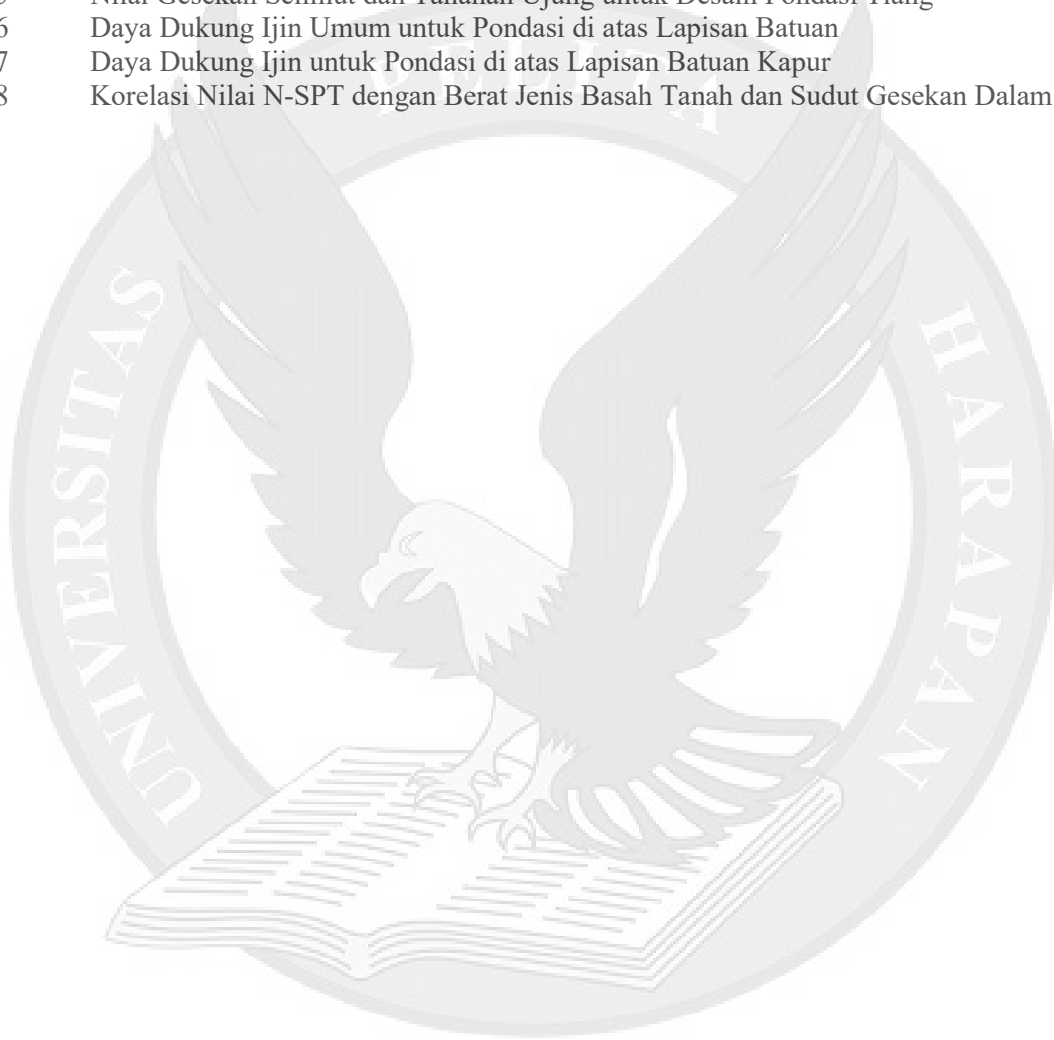 Nilai Gesekan Selimut dan Tahanan Ujung untuk Desain Pondasi Tiang
6 Daya Dukung Ijin Umum untuk Pondasi di atas Lapisan Batuan
7 Daya Dukung Ijin untuk Pondasi di atas Lapisan Batuan Kapur
8 Korelasi Nilai N-SPT dengan Berat Jenis Basah Tanah dan Sudut Gesekan Dalam
UNIVERSITAS PELITA HARAPAN